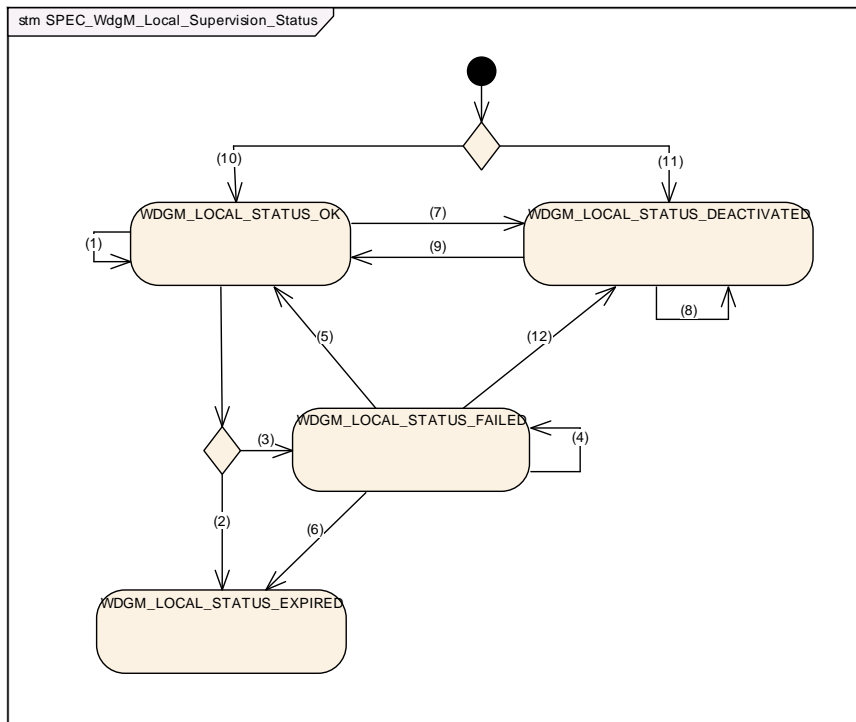 stm SPEC_WdgM_Local_Supervision_Status
(10)
(11)
WDGM_LOCAL_STATUS_OK
WDGM_LOCAL_STATUS_DEACTIVATED
(7)
(1)
(9)
(8)
(5)
(12)
WDGM_LOCAL_STATUS_FAILED
(3)
(4)
(2)
(6)
WDGM_LOCAL_STATUS_EXPIRED